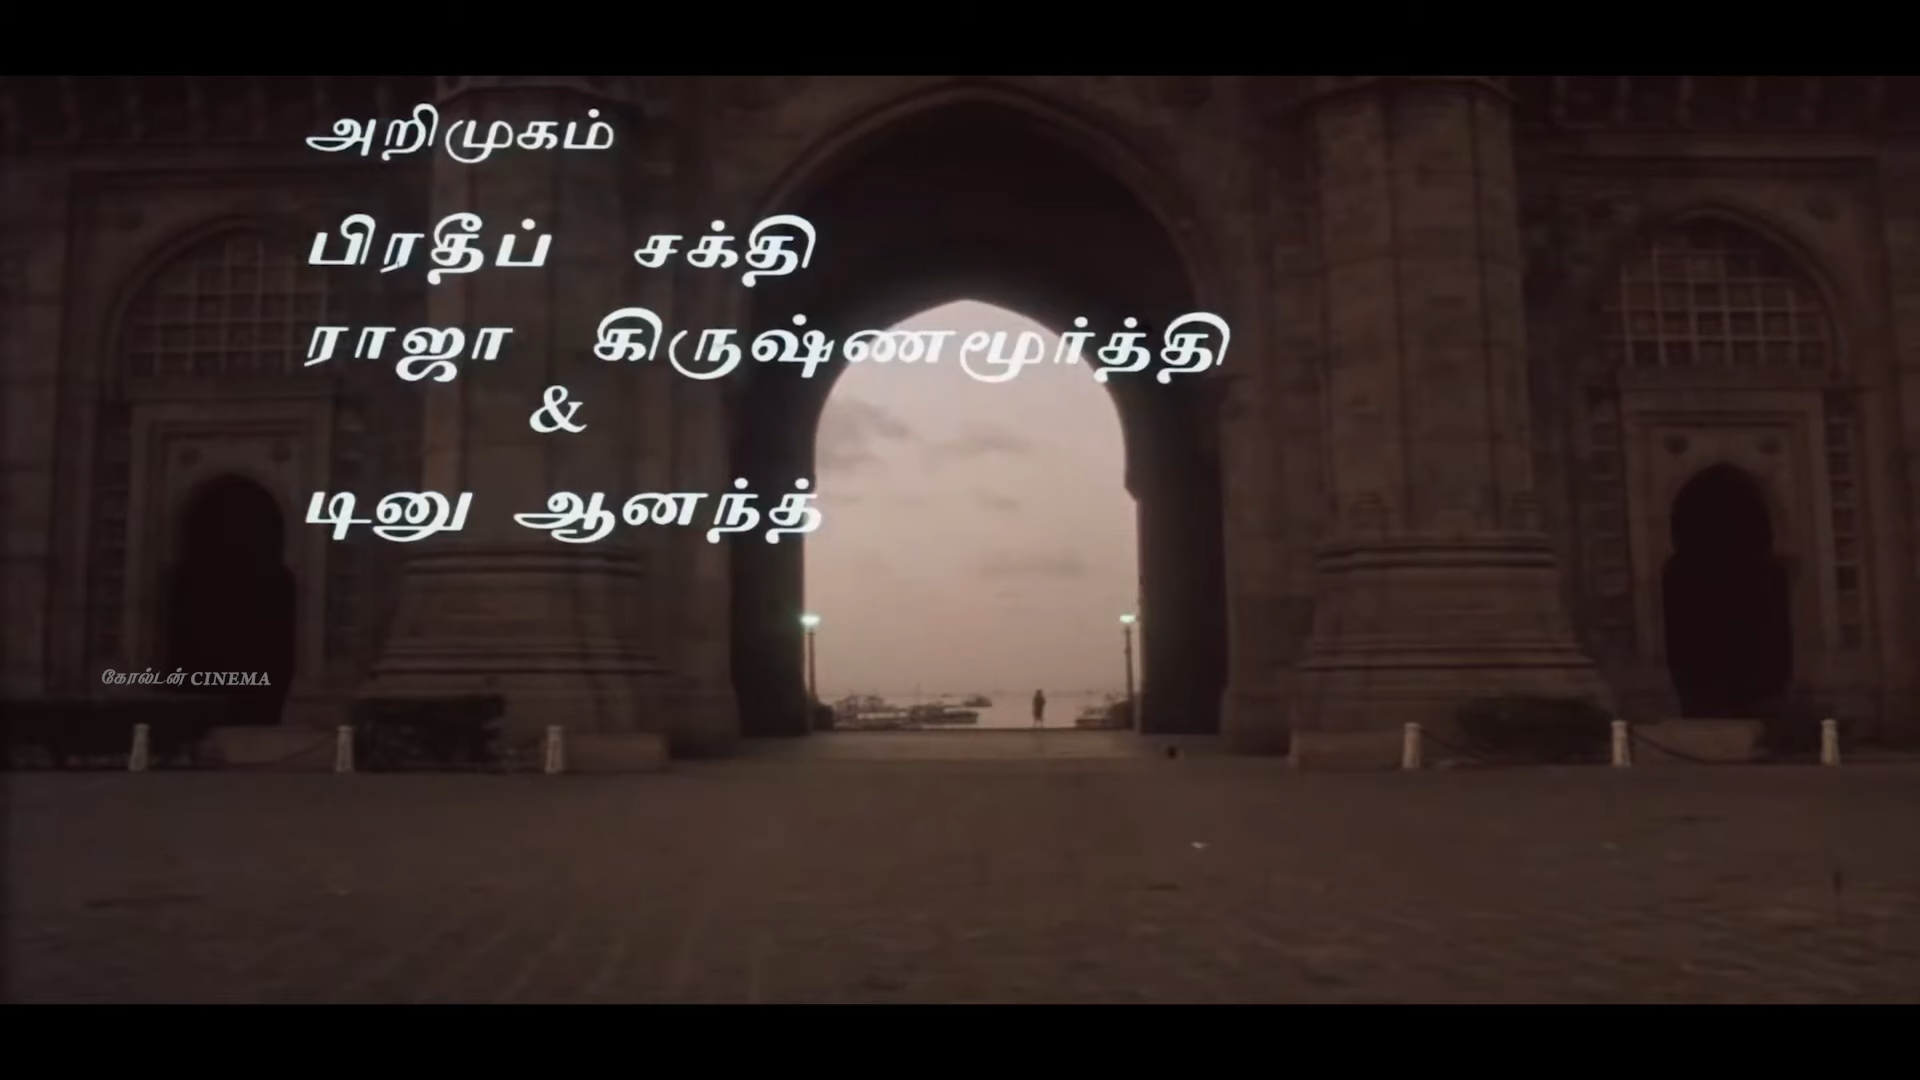 அறிமுகம்
பிரதீப் சக்தி
ராஜா கிருஷ்ணமூர்த்தி
&
டினு ஆனந்த்
கோல்டன் CINEMA